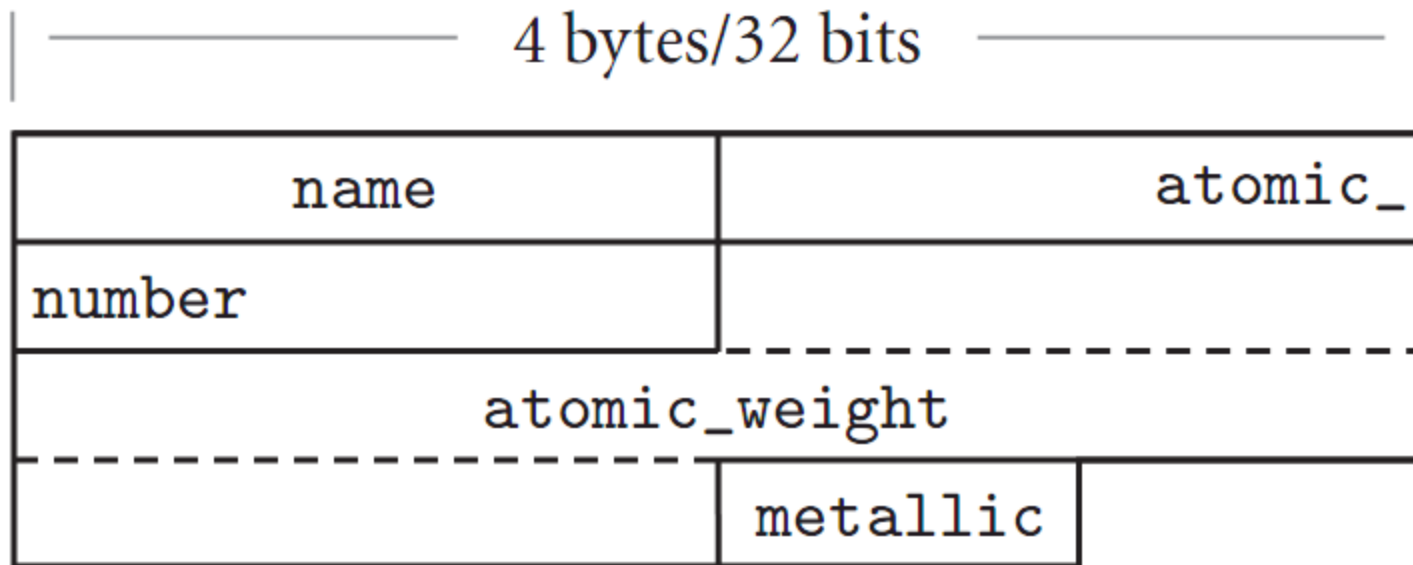 4 bytes/32 bits
name atomic_
number
atomic_weight
metallic